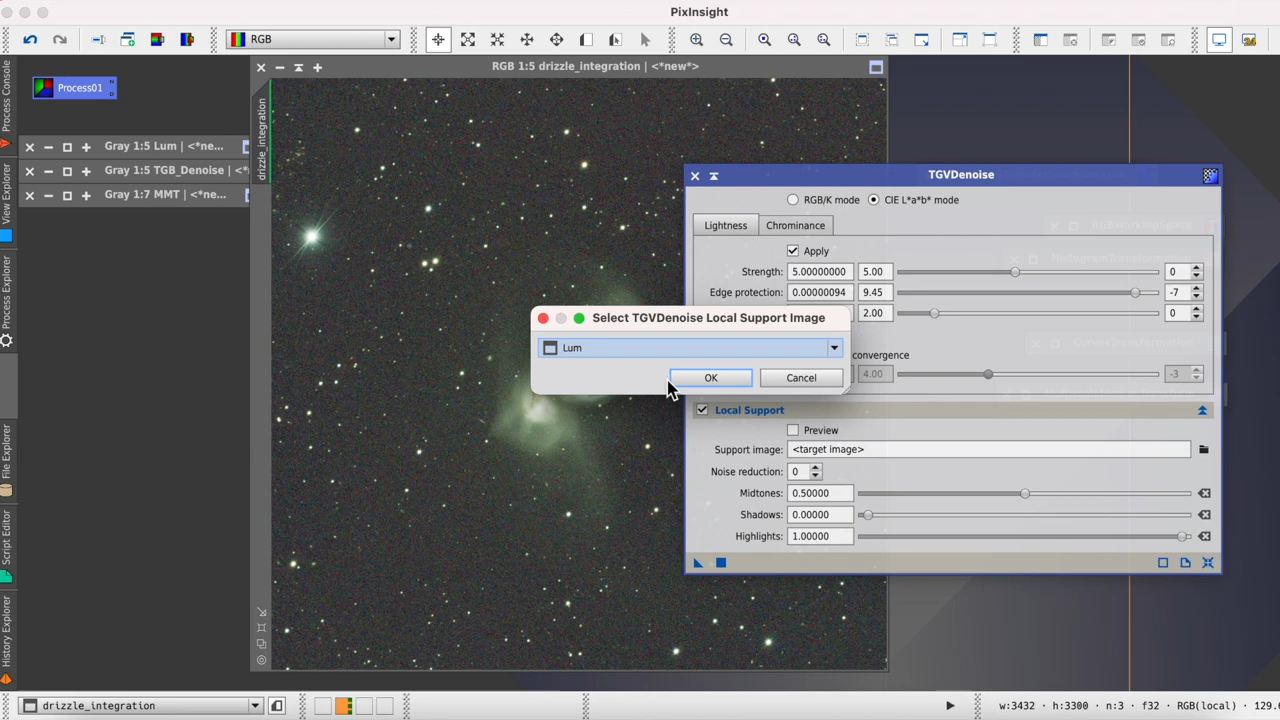 PixInsight
RGB
Process01
RGB 1:5 drizzle_integration | <*new*>
drizzle_integration
Gray 1:5 Lum | <*ne...
Gray 1:5 TGB_Denoise | <*
Gray 1:7 MMT | <*ne...
Process Console
View Explorer
Process Explorer
File Explorer
Script Editor
History Explorer
TGVDenoise
RGB/K mode
CIE L*a*b* mode
Lightness
Chrominance
Apply
Strength: 5.00000000 5.00 0
Edge protection: 0.00000094 9.45 -7
2.00 0
convergence
4.00 -3
Select TGVDenoise Local Support Image
Lum
OK
Cancel
Local Support
Preview
Support image: <target image>
Noise reduction: 0
Midtones: 0.50000
Shadows: 0.00000
Highlights: 1.00000
RGBWorkingSpace
HistogramTransformation
CurvesTransformation
drizzle_integration
w:3432 · h:3300 · n:3 · f32 · RGB(local) · 129.6